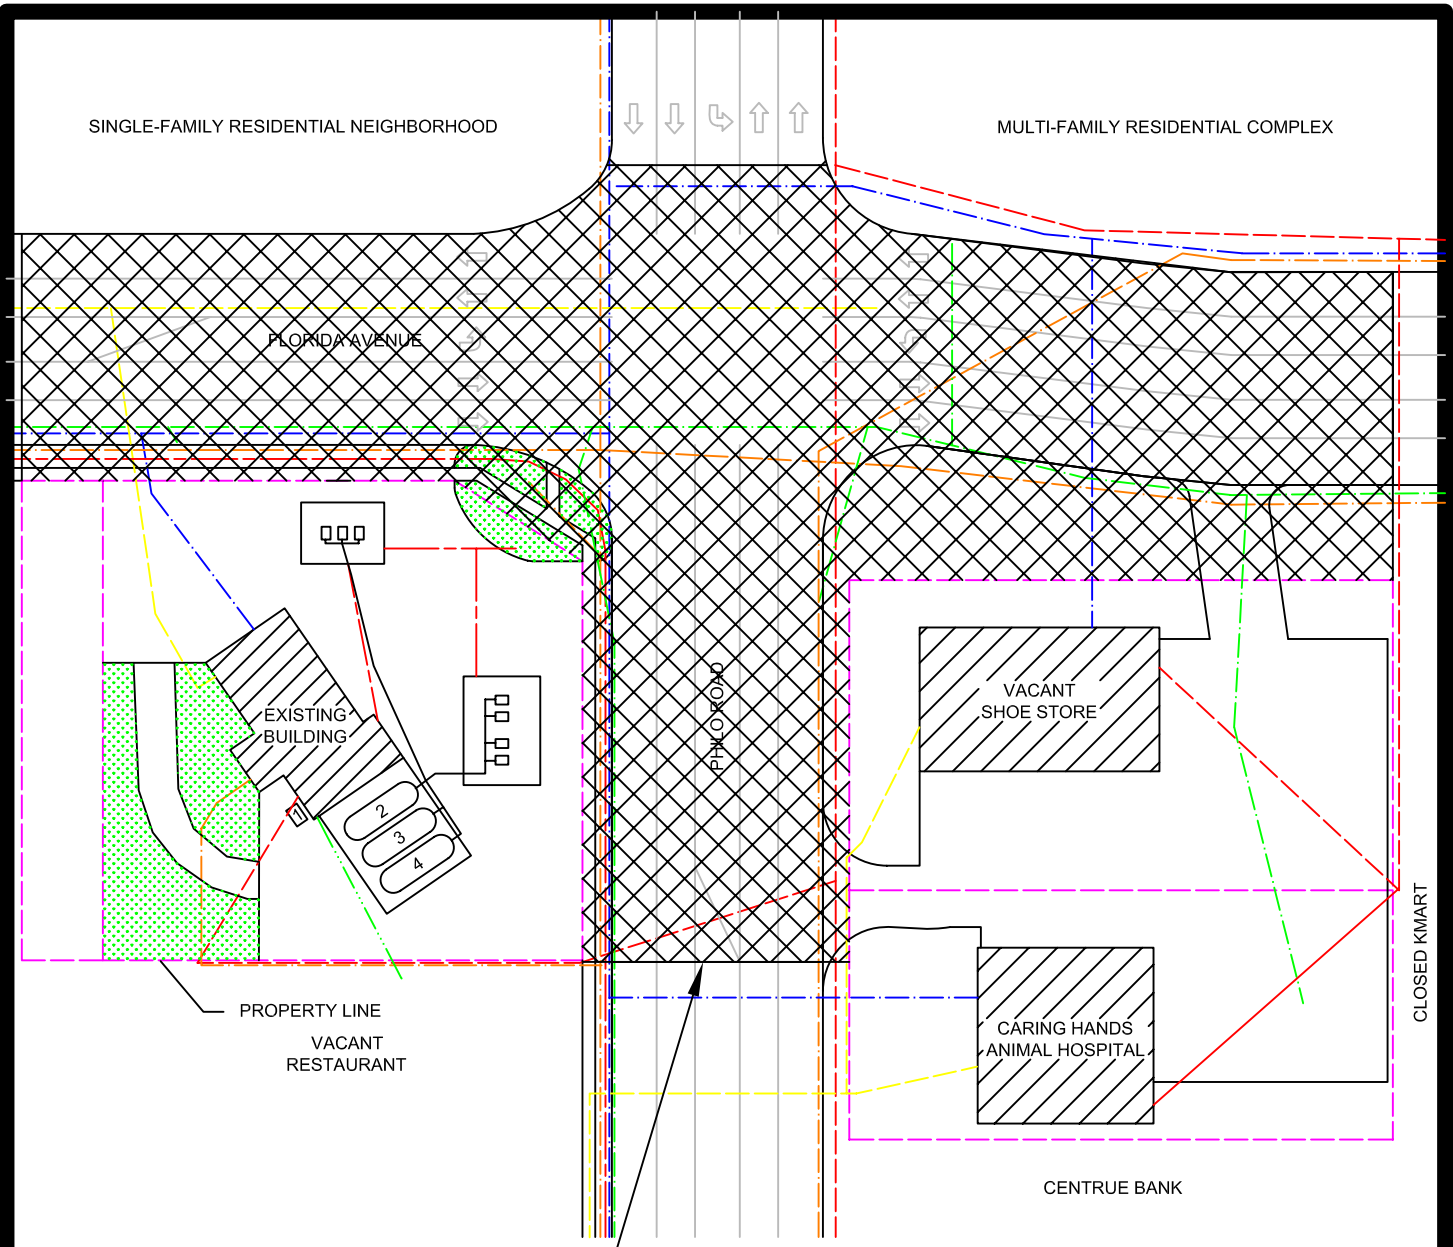 SINGLE-FAMILY RESIDENTIAL NEIGHBORHOOD
MULTI-FAMILY RESIDENTIAL COMPLEX
FLORIDA AVENUE
PHILO ROAD
EXISTING
BUILDING
1
2
3
4
VACANT
SHOE STORE
CLOSED KMART
PROPERTY LINE
VACANT
RESTAURANT
CARING HANDS
ANIMAL HOSPITAL
CENTRUE BANK